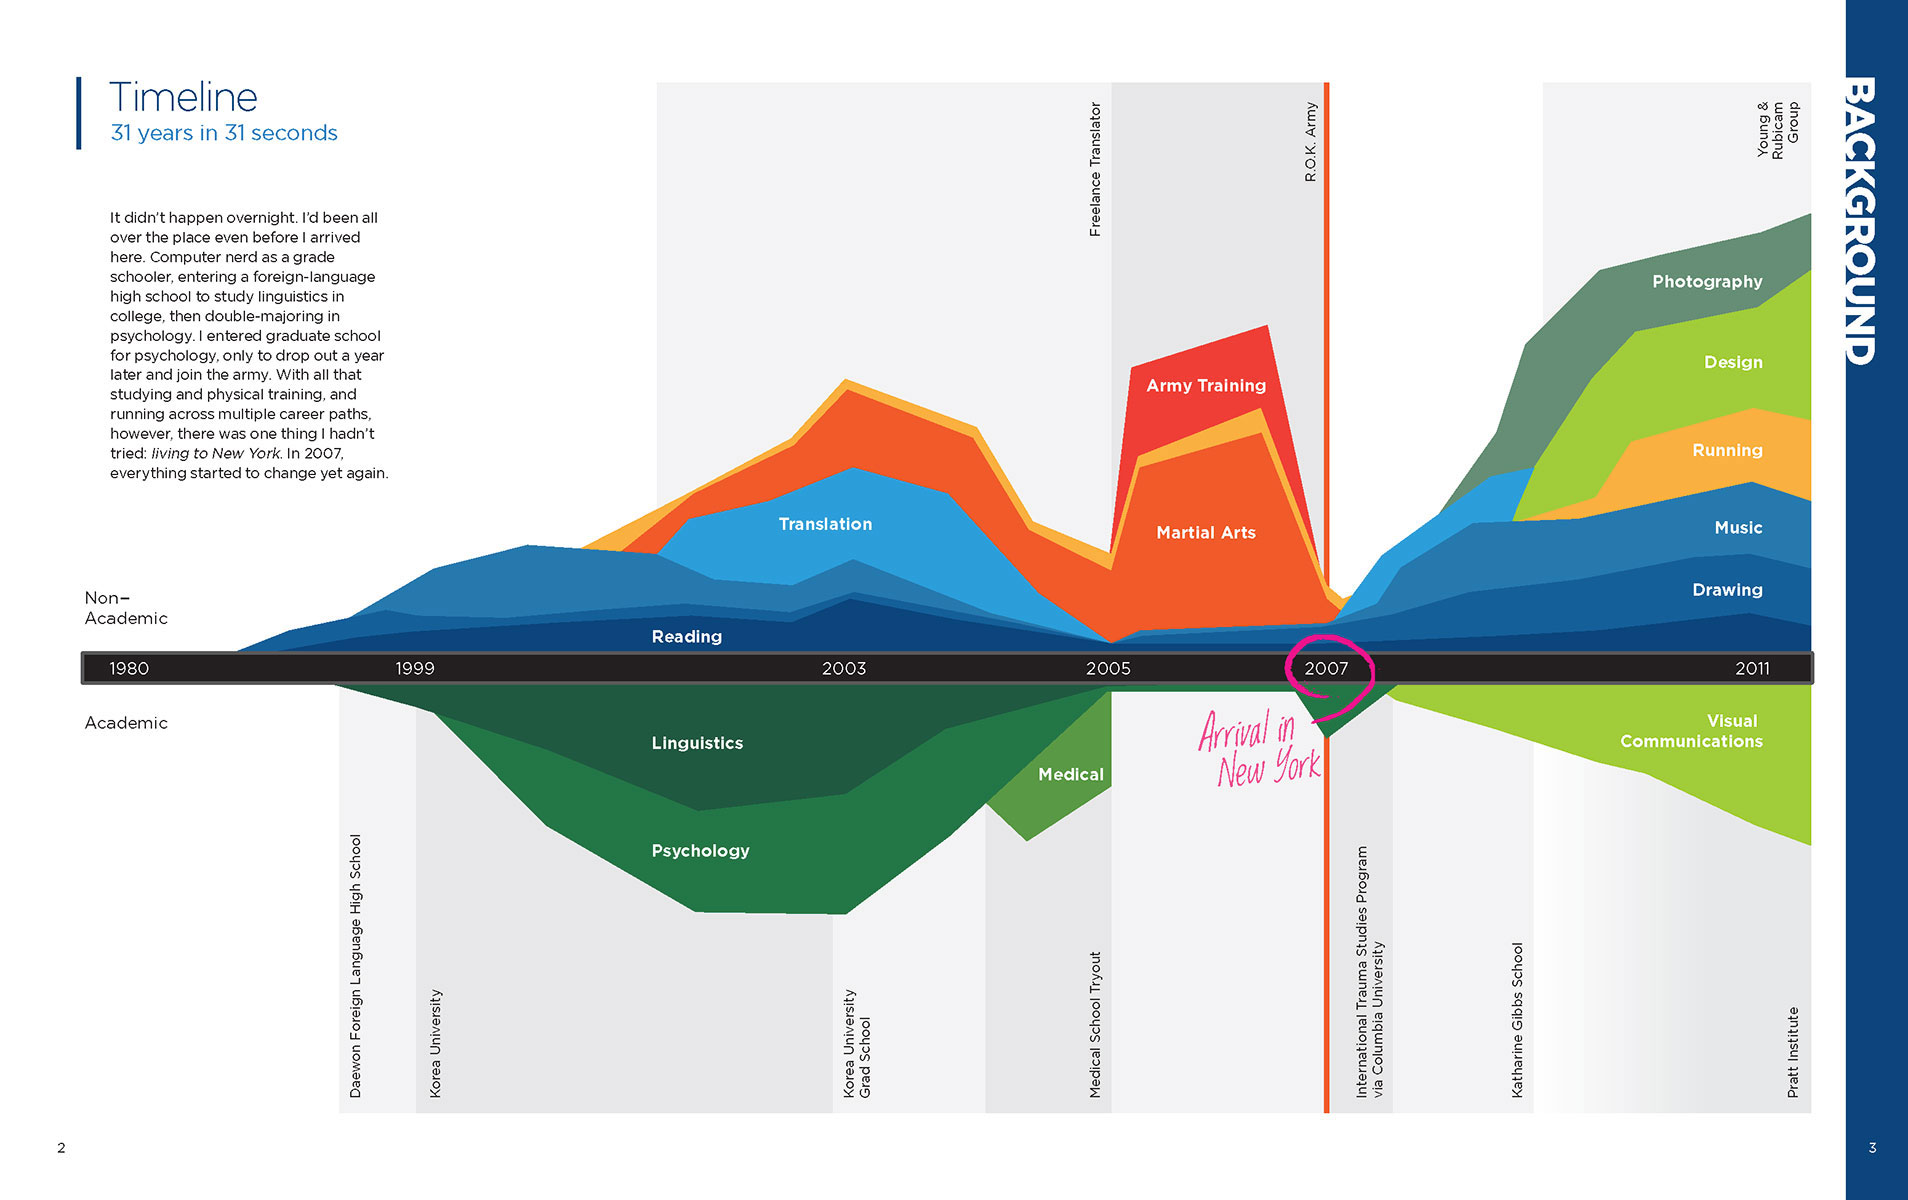 Timeline
31 years in 31 seconds
It didn't happen overnight. I'd been all
over the place even before I arrived
here. Computer nerd as a grade
schooler, entering a foreign-language
high school to study linguistics in
college, then double-majoring in
psychology. I entered graduate school
for psychology, only to drop out a year
later and join the army. With all that
studying and physical training, and
running across multiple career paths,
however, there was one thing I hadn't
tried: living to New York. In 2007,
everything started to change yet again.
Freelance Translator
R.O.K. Army
Young &
Rubicam
Group
BACKGROUND
Photography
Design
Army Training
Running
Translation
Martial Arts
Music
Drawing
Reading
Non–
Academic
1980
1999
2003
2005
2007
2011
Academic
Arrival in
New York
Linguistics
Medical
Psychology
Visual
Communications
Daewon Foreign Language High School
Korea University
Korea University
Grad School
Medical School Tryout
International Trauma Studies Program
via Columbia University
Katharine Gibbs School
Pratt Institute
2
3